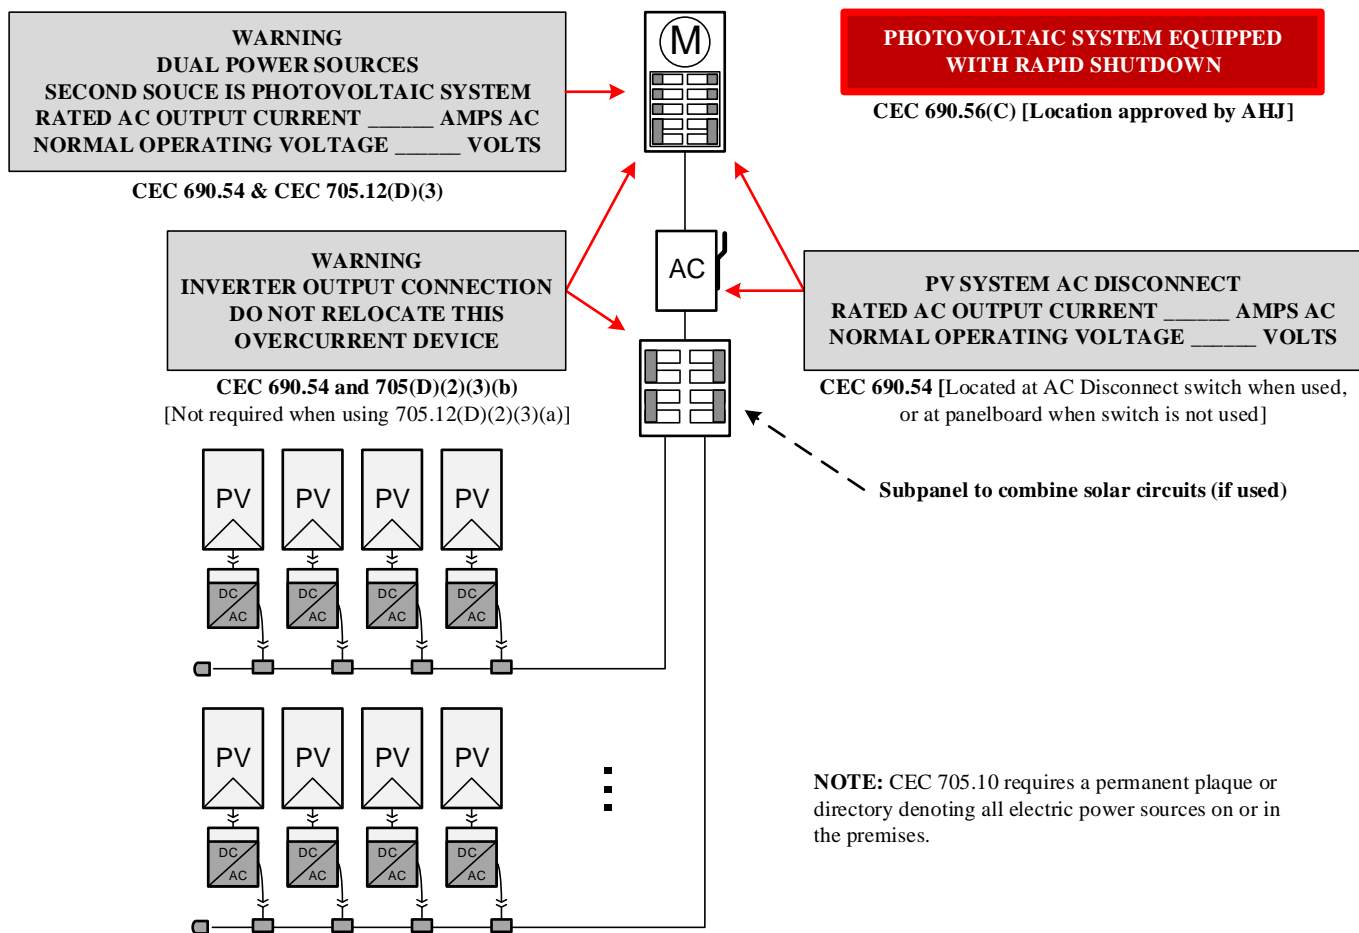 WARNING
DUAL POWER SOURCES
SECOND SOUCE IS PHOTOVOLTAIC SYSTEM
RATED AC OUTPUT CURRENT ______ AMPS AC
NORMAL OPERATING VOLTAGE ______ VOLTS
CEC 690.54 & CEC 705.12(D)(3)
M
PHOTOVOLTAIC SYSTEM EQUIPPED
WITH RAPID SHUTDOWN
CEC 690.56(C) [Location approved by AHJ]
WARNING
INVERTER OUTPUT CONNECTION
DO NOT RELOCATE THIS
OVERCURRENT DEVICE
CEC 690.54 and 705(D)(2)(3)(b)
[Not required when using 705.12(D)(2)(3)(a)]
AC
PV SYSTEM AC DISCONNECT
RATED AC OUTPUT CURRENT ______ AMPS AC
NORMAL OPERATING VOLTAGE ______ VOLTS
CEC 690.54 [Located at AC Disconnect switch when used,
or at panelboard when switch is not used]
Subpanel to combine solar circuits (if used)
PV PV PV PV
DC DC DC DC
AC AC AC AC
PV PV PV PV
DC DC DC DC
AC AC AC AC
NOTE: CEC 705.10 requires a permanent plaque or
directory denoting all electric power sources on or in
the premises.